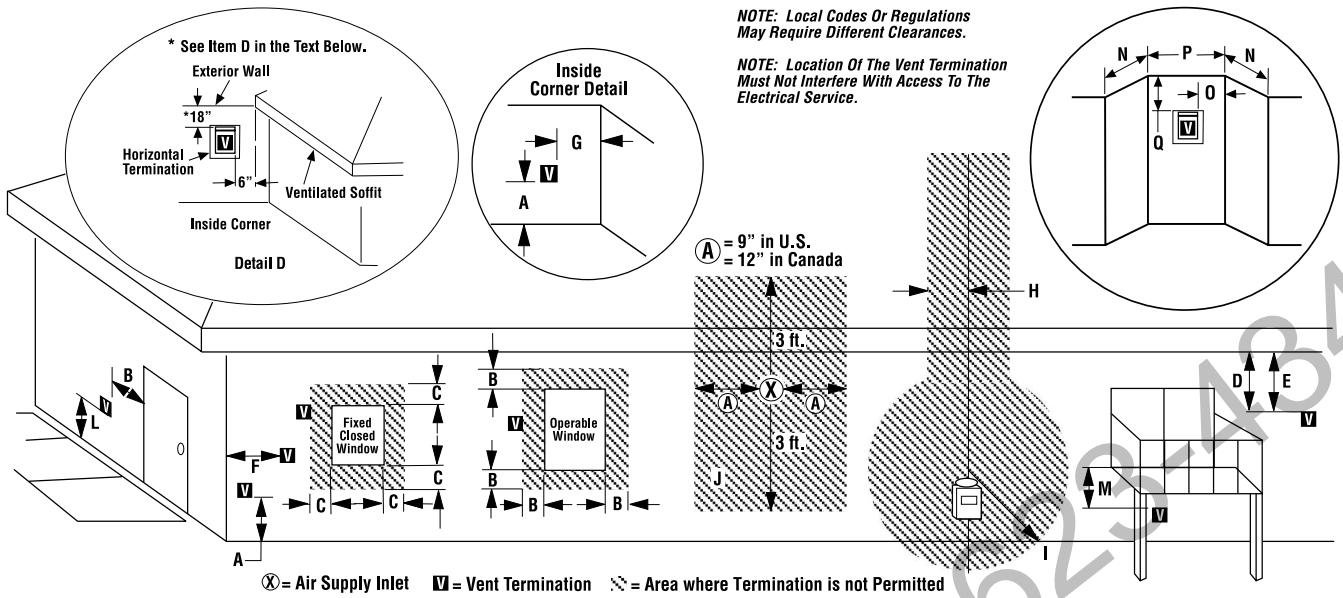 * See Item D in the Text Below.
Exterior Wall
*18"
V
Horizontal
Termination
6"
Ventilated Soffit
Inside Corner
Detail D
Inside
Corner Detail
G
V
A
NOTE: Local Codes Or Regulations
May Require Different Clearances.
NOTE: Location Of The Vent Termination
Must Not Interfere With Access To The
Electrical Service.
N P N
O
Q
V
A = 9" in U.S.
= 12" in Canada
H
3 ft.
A X A
3 ft.
J
B
V
L
F
V
V
A
C
V
Fixed
Closed
Window
C
C C
B
V
Operable
Window
B
B B
I
D E
V
M
V
X = Air Supply Inlet V = Vent Termination = Area where Termination is not Permitted